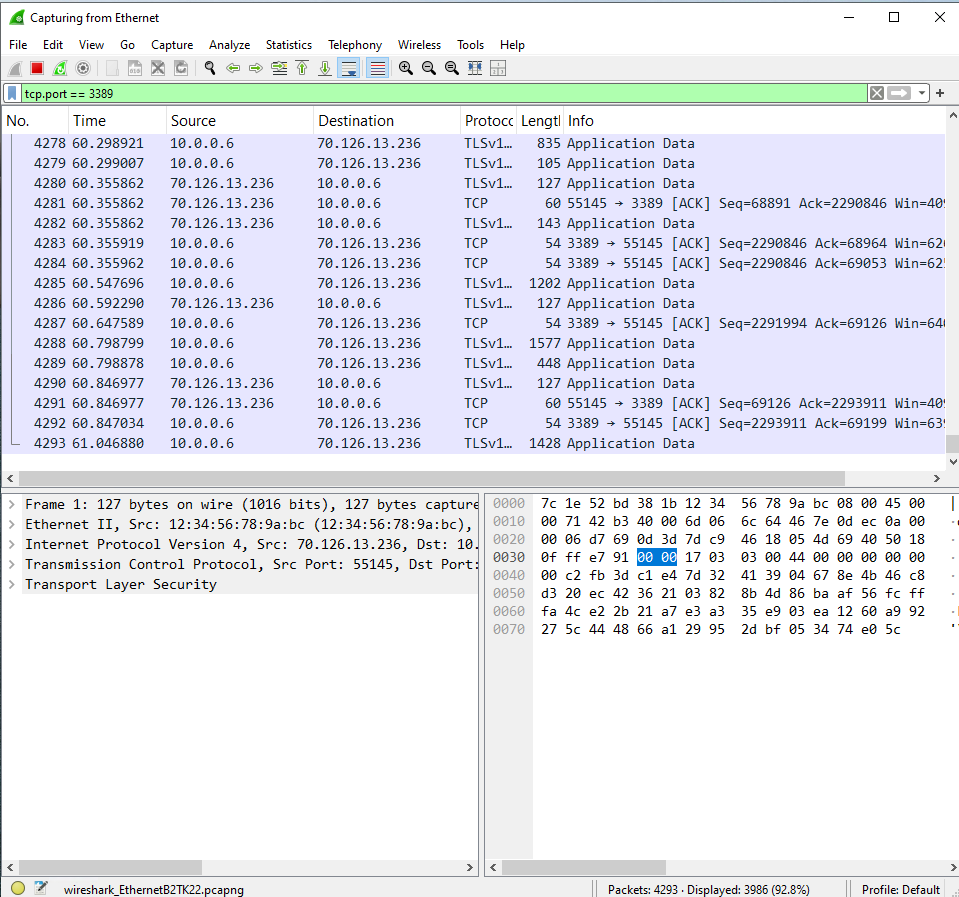 Capturing from Ethernet
File Edit View Go Capture Analyze Statistics Telephony Wireless Tools Help
tcp.port == 3389
No. Time Source Destination Protocc Lengtl Info
4278 60.298921 10.0.0.6 70.126.13.236 TLSv1… 835 Application Data
4279 60.299007 10.0.0.6 70.126.13.236 TLSv1… 105 Application Data
4280 60.355862 70.126.13.236 10.0.0.6 TLSv1… 127 Application Data
4281 60.355862 70.126.13.236 10.0.0.6 TCP 60 55145 → 3389 [ACK] Seq=68891 Ack=2290846 Win=409
4282 60.355862 70.126.13.236 10.0.0.6 TLSv1… 143 Application Data
4283 60.355919 10.0.0.6 70.126.13.236 TCP 54 3389 → 55145 [ACK] Seq=2290846 Ack=68964 Win=626
4284 60.355962 10.0.0.6 70.126.13.236 TCP 54 3389 → 55145 [ACK] Seq=2290846 Ack=69053 Win=625
4285 60.547696 10.0.0.6 70.126.13.236 TLSv1… 1202 Application Data
4286 60.592290 70.126.13.236 10.0.0.6 TLSv1… 127 Application Data
4287 60.647589 10.0.0.6 70.126.13.236 TCP 54 3389 → 55145 [ACK] Seq=2291994 Ack=69126 Win=640
4288 60.798799 10.0.0.6 70.126.13.236 TLSv1… 1577 Application Data
4289 60.798878 10.0.0.6 70.126.13.236 TLSv1… 448 Application Data
4290 60.846977 70.126.13.236 10.0.0.6 TLSv1… 127 Application Data
4291 60.846977 70.126.13.236 10.0.0.6 TCP 60 55145 → 3389 [ACK] Seq=69126 Ack=2293911 Win=409
4292 60.847034 10.0.0.6 70.126.13.236 TCP 54 3389 → 55145 [ACK] Seq=2293911 Ack=69199 Win=639
4293 61.046880 10.0.0.6 70.126.13.236 TLSv1… 1428 Application Data
Frame 1: 127 bytes on wire (1016 bits), 127 bytes capture
Ethernet II, Src: 12:34:56:78:9a:bc (12:34:56:78:9a:bc),
Internet Protocol Version 4, Src: 70.126.13.236, Dst: 10.
Transmission Control Protocol, Src Port: 55145, Dst Port:
Transport Layer Security
0000 7c 1e 52 bd 38 1b 12 34 56 78 9a bc 08 00 45 00
0010 00 71 42 b3 40 00 6d 06 6c 64 46 7e 0d ec 0a 00
0020 00 06 d7 69 0d 3d 7d c9 46 18 05 4d 69 40 50 18
0030 0f ff e7 91 00 00 17 03 03 00 44 00 00 00 00 00
0040 00 c2 fb 3d c1 e4 7d 32 41 39 04 67 8e 4b 46 c8
0050 d3 20 ec 42 36 21 03 82 8b 4d 86 ba af 56 fc ff
0060 fa 4c e2 2b 21 a7 e3 a3 35 e9 03 ea 12 60 a9 92
0070 27 5c 44 48 66 a1 29 95 2d bf 05 34 74 e0 5c
wireshark_EthernetB2TK22.pcapng Packets: 4293 · Displayed: 3986 (92.8%) Profile: Default